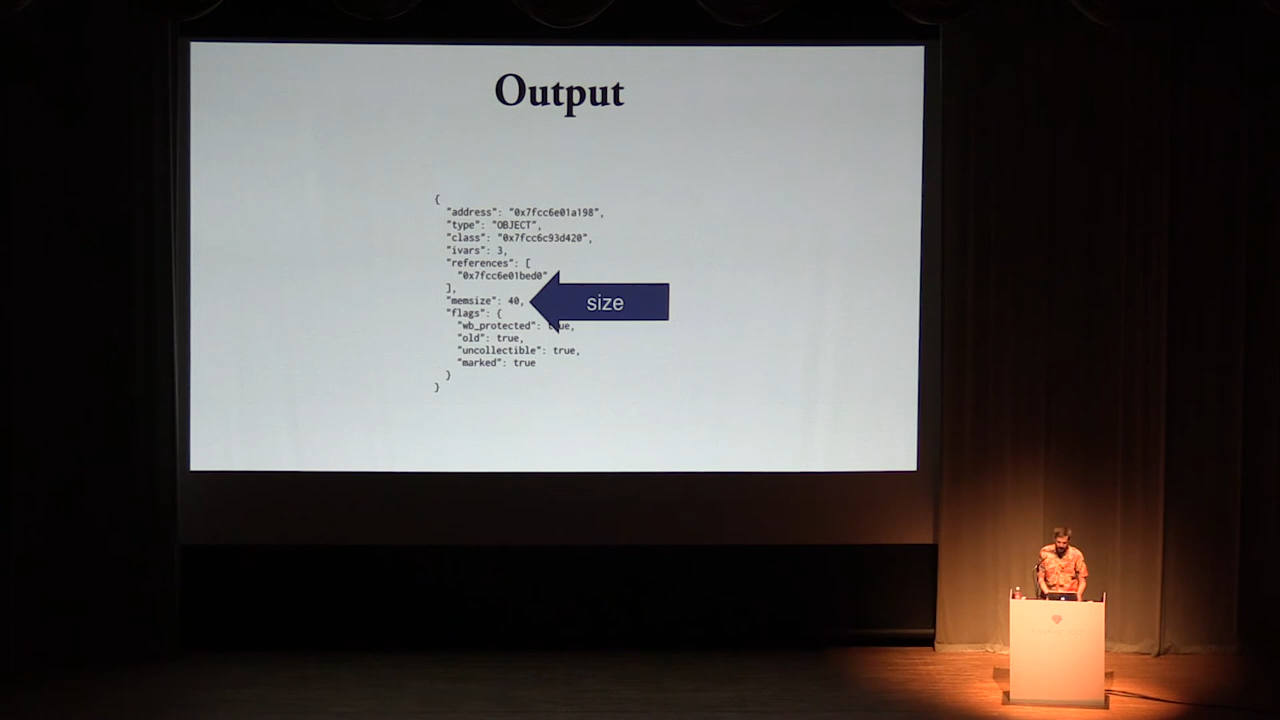 Output
{
"address": "0x7fcc6e01a198",
"type": "OBJECT",
"class": "0x7fcc6c93d420",
"ivars": 3,
"references": [
"0x7fcc6e01bed0"
],
"memsize": 40,
size
"flags": {
"wb_protected": ue,
"old": true,
"uncollectible": true,
"marked": true
}
}